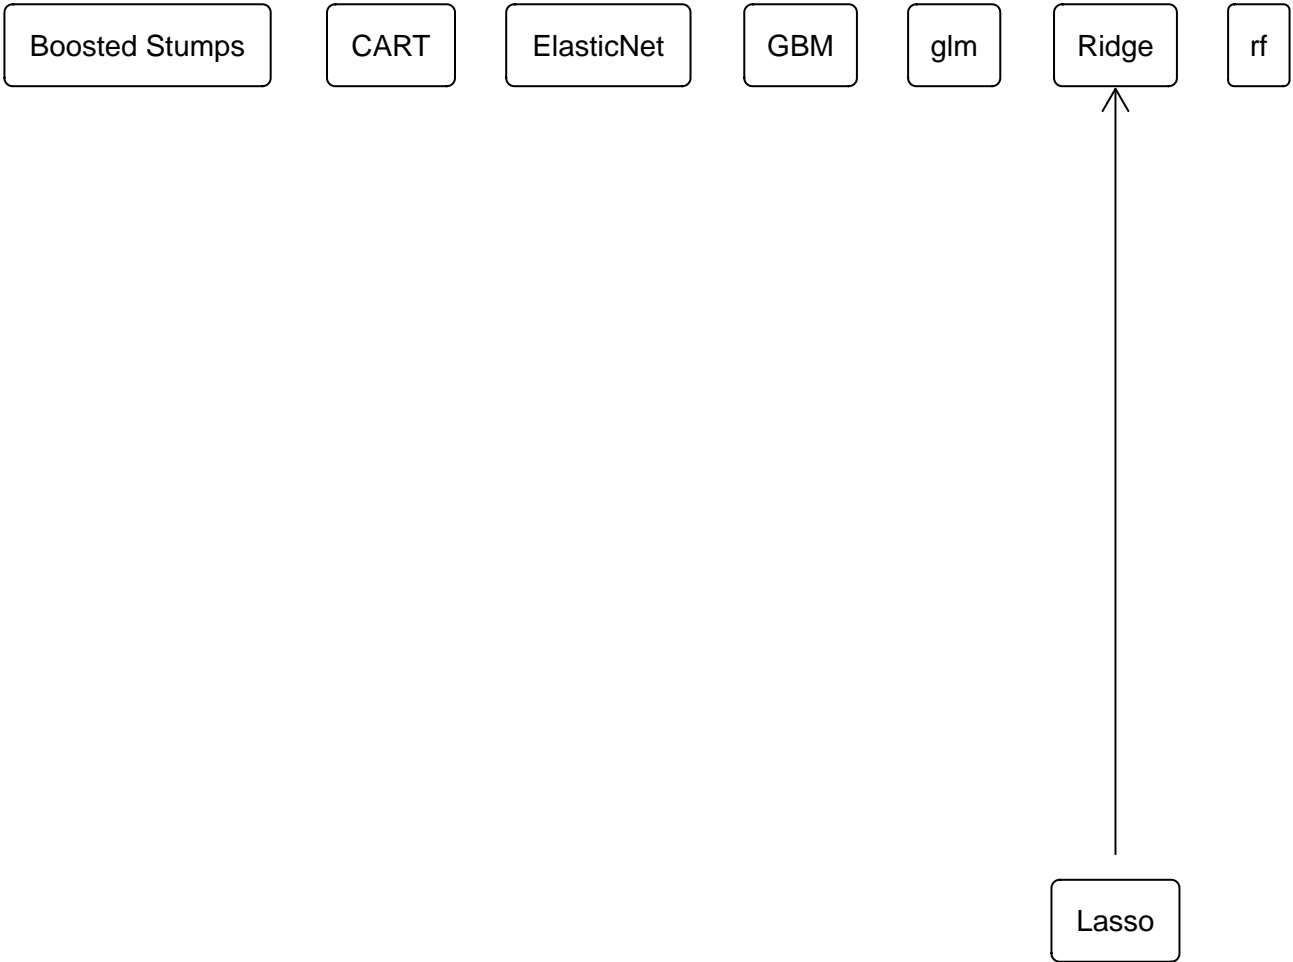 Boosted Stumps
CART
ElasticNet
GBM
glm
Ridge
rf
Lasso